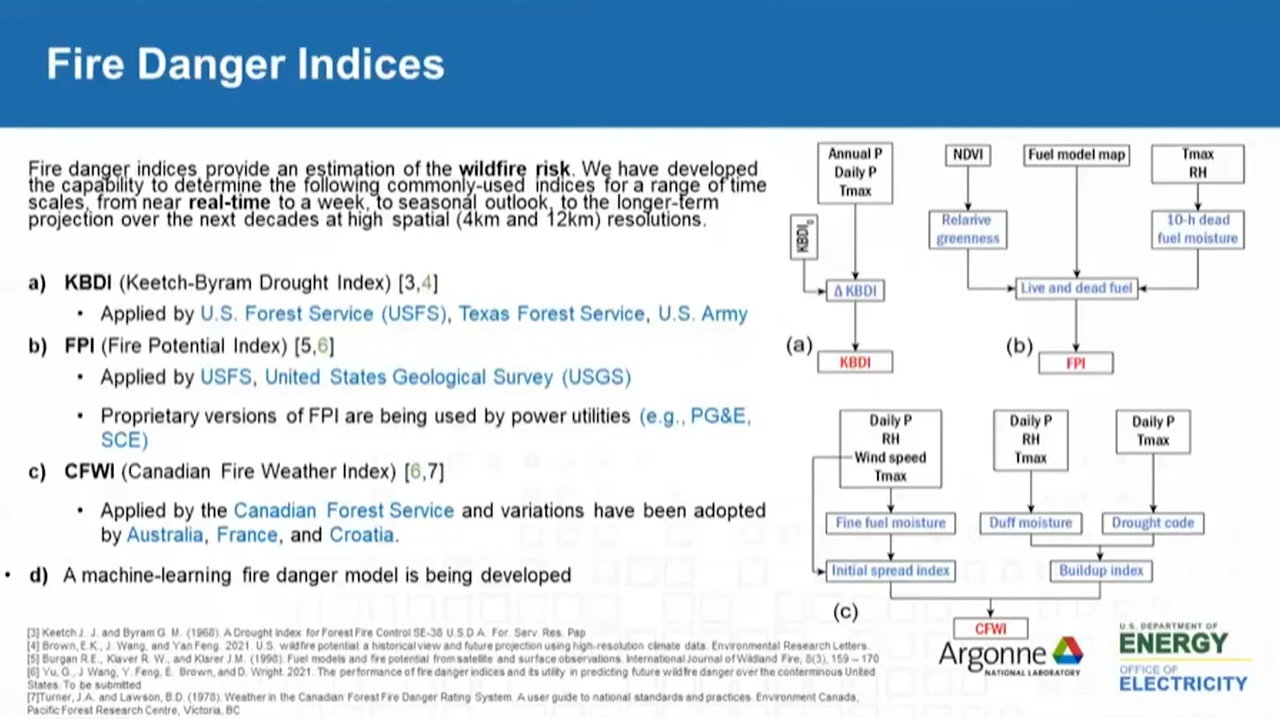 Fire Danger Indices
Fire danger indices provide an estimation of the wildfire risk. We have developed
the capability to determine the following commonly-used indices for a range of time
scales, from near real-time to a week, to seasonal outlook, to the longer-term
projection over the next decades at high spatial (4km and 12km) resolutions.
a) KBDI (Keetch-Byram Drought Index) [3,4]
• Applied by U.S. Forest Service (USFS), Texas Forest Service, U.S. Army
b) FPI (Fire Potential Index) [5,6]
• Applied by USFS, United States Geological Survey (USGS)
• Proprietary versions of FPI are being used by power utilities (e.g., PG&E,
SCE)
c) CFWI (Canadian Fire Weather Index) [6,7]
• Applied by the Canadian Forest Service and variations have been adopted
by Australia, France, and Croatia.
• d) A machine-learning fire danger model is being developed
[3] Keetch J. J. and Byram G. M. (1968). A Drought Index for Forest Fire Control SE-38 U.S.D.A. For. Serv. Res. Pap
[4] Brown, E.K., J. Wang, and Yan Feng. 2021. U.S. wildfire potential: a historical view and future projection using high-resolution climate data. Environmental Research Letters.
[5] Burgan R.E., Klaver R. W., and Klarer J.M. (1998). Fuel models and fire potential from satellite and surface observations. International Journal of Wildland Fire, 8(3), 159 – 170
[6] Yu, G., J Wang, Y. Feng, E. Brown, and D. Wright. 2021. The performance of fire danger indices and its utility in predicting future wildfire danger over the conterminous United
States. To be submitted
[7]Turner, J.A. and Lawson, B.D. (1978). Weather in the Canadian Forest Fire Danger Rating System. A user guide to national standards and practices. Environment Canada,
Pacific Forest Research Centre, Victoria, BC
Annual P
Daily P
Tmax
KBDI0
Δ KBDI
(a)
KBDI
NDVI
Fuel model map
Tmax
RH
Relarive
greenness
10-h dead
fuel moisture
Live and dead fuel
(b)
FPI
Daily P
RH
Wind speed
Tmax
Daily P
RH
Tmax
Daily P
Tmax
Fine fuel moisture
Duff moisture
Drought code
Initial spread index
Buildup index
(c)
CFWI
Argonne
NATIONAL LABORATORY
U.S. DEPARTMENT OF
ENERGY
OFFICE OF
ELECTRICITY